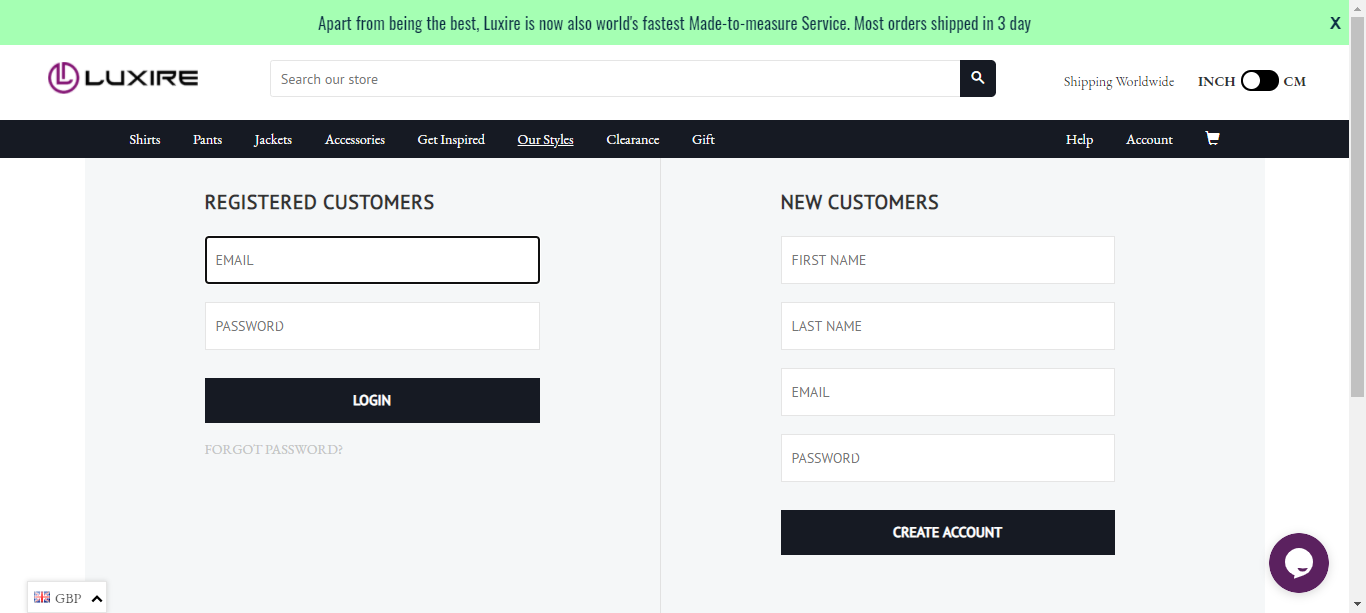 Apart from being the best, Luxire is now also world's fastest Made-to-measure Service. Most orders shipped in 3 day
X
LUXIRE
Search our store
Shipping Worldwide
INCH CM
Shirts Pants Jackets Accessories Get Inspired Our Styles Clearance Gift Help Account
REGISTERED CUSTOMERS
EMAIL
PASSWORD
LOGIN
FORGOT PASSWORD?
NEW CUSTOMERS
FIRST NAME
LAST NAME
EMAIL
PASSWORD
CREATE ACCOUNT
GBP